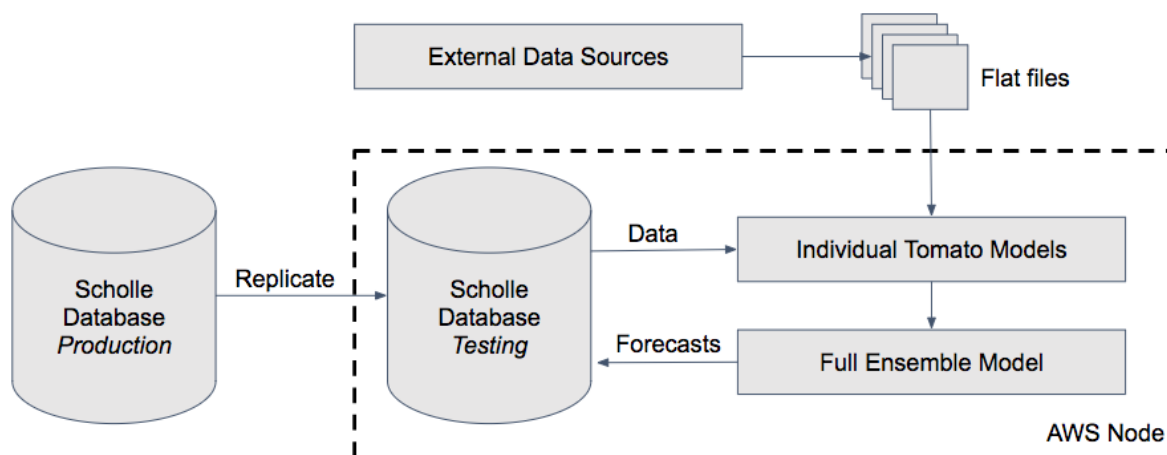 External Data Sources
Flat files
Scholle
Database
Production
Replicate
Scholle
Database
Testing
Data
Individual Tomato Models
Forecasts
Full Ensemble Model
AWS Node